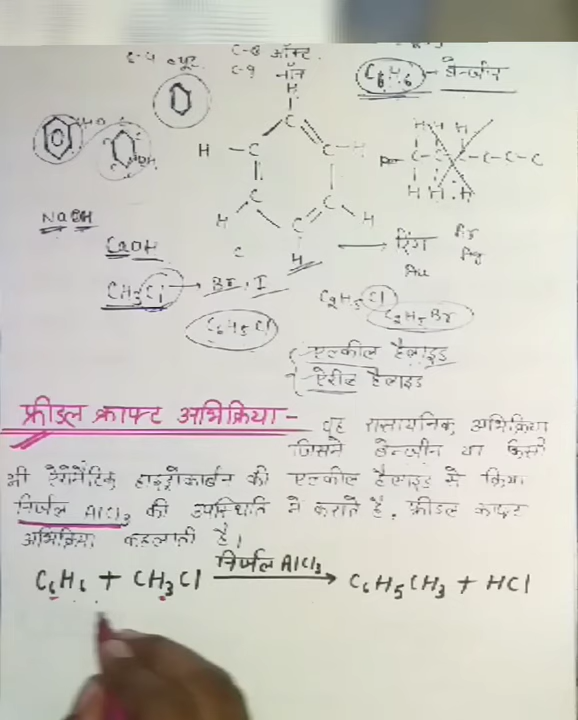 C-8 ऑक्ट
C-9 नॉन
C6H6 - बेन्जीन
H
C
H - C C - H
C C
H C H
H
C - C - C - C - C - C
H H H
NaOH
CaOH
CH3Cl → Br, I
→ रिंग
Au
C2H5Cl
C2H5Br
C6H5Cl
एल्कील हैलाइड
ऐरील हैलाइड
फ्रीडल क्राफ्ट अभिक्रिया - वह रासायनिक अभिक्रिया
जिसमे बेन्जीन या किसी
भी ऐरोमैटिक हाइड्रोकार्बन की एल्कील हैलाइड से क्रिया
निर्जल AlCl3 की उपस्थिति मे कराते है, फ्रीडल क्राफ्ट
अभिक्रिया कहलाती है।
C6H6 + CH3Cl निर्जल AlCl3 → C6H5CH3 + HCl